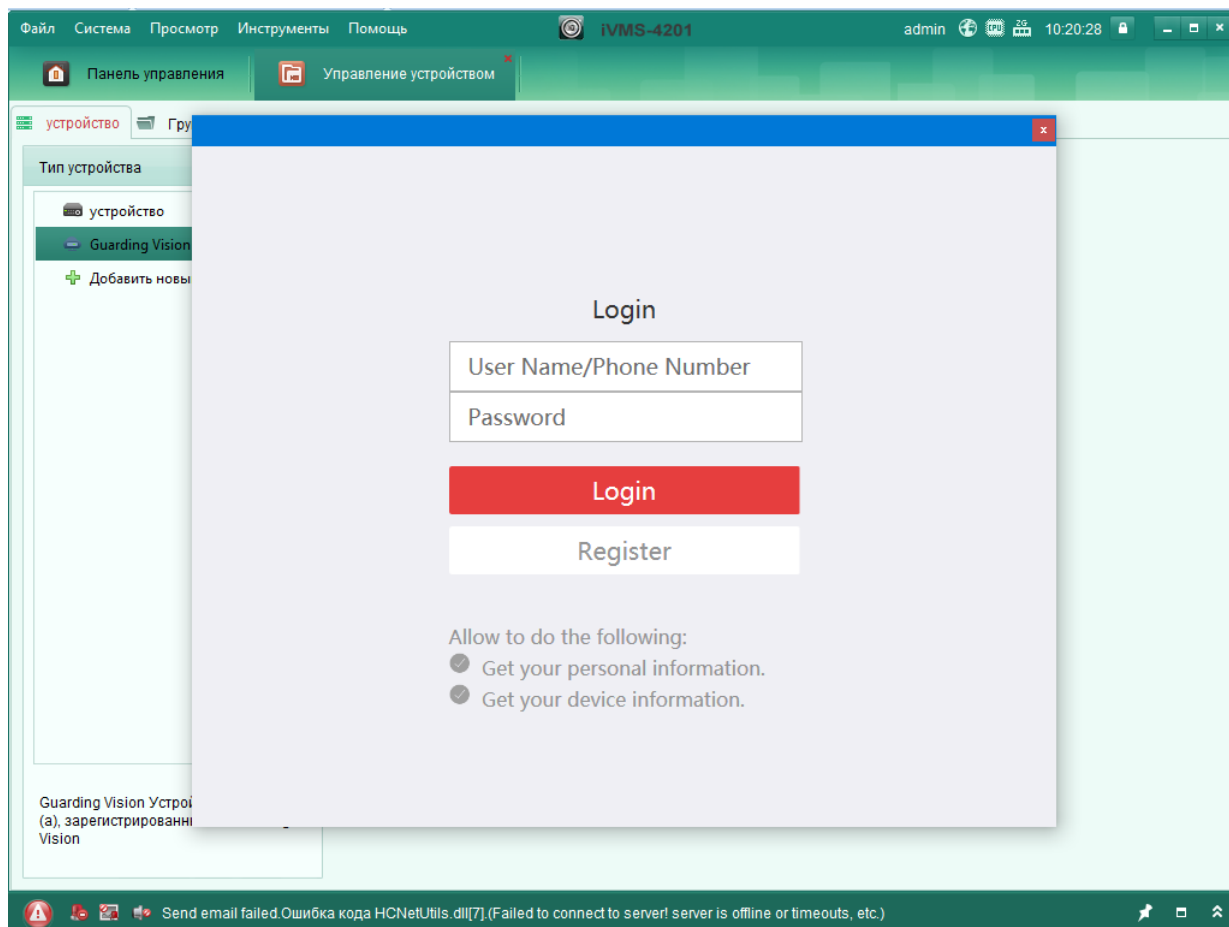 Файл Система Просмотр Инструменты Помощь iVMS-4201 admin 2G 10:20:28
Панель управления Управление устройством
устройство Гру
Тип устройства
устройство
Guarding Vision
Добавить новы
Login
User Name/Phone Number
Password
Login
Register
Allow to do the following:
Get your personal information.
Get your device information.
Guarding Vision Устрой
(а), зарегистрированн
Vision
Send email failed.Ошибка кода HCNetUtils.dll[7].(Failed to connect to server! server is offline or timeouts, etc.)